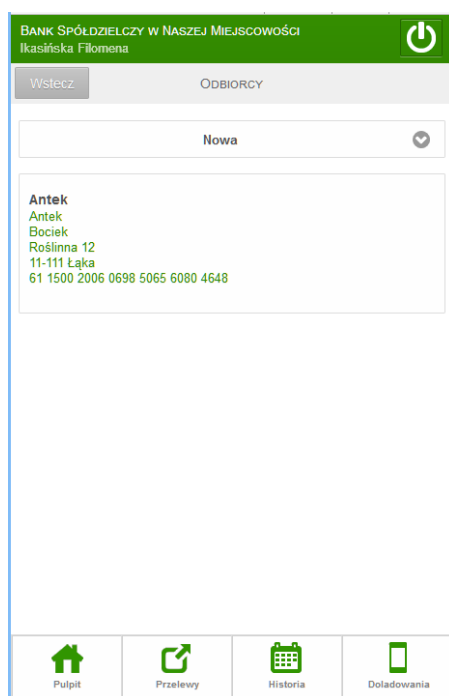 BANK SPÓŁDZIELCZY W NASZEJ MIEJSCOWOŚCI
Ikasińska Filomena
Wstecz
ODBIORCY
Nowa
Antek
Antek
Bociek
Roślinna 12
11-111 Łąka
61 1500 2006 0698 5065 6080 4648
Pulpit
Przelewy
Historia
Doladowania